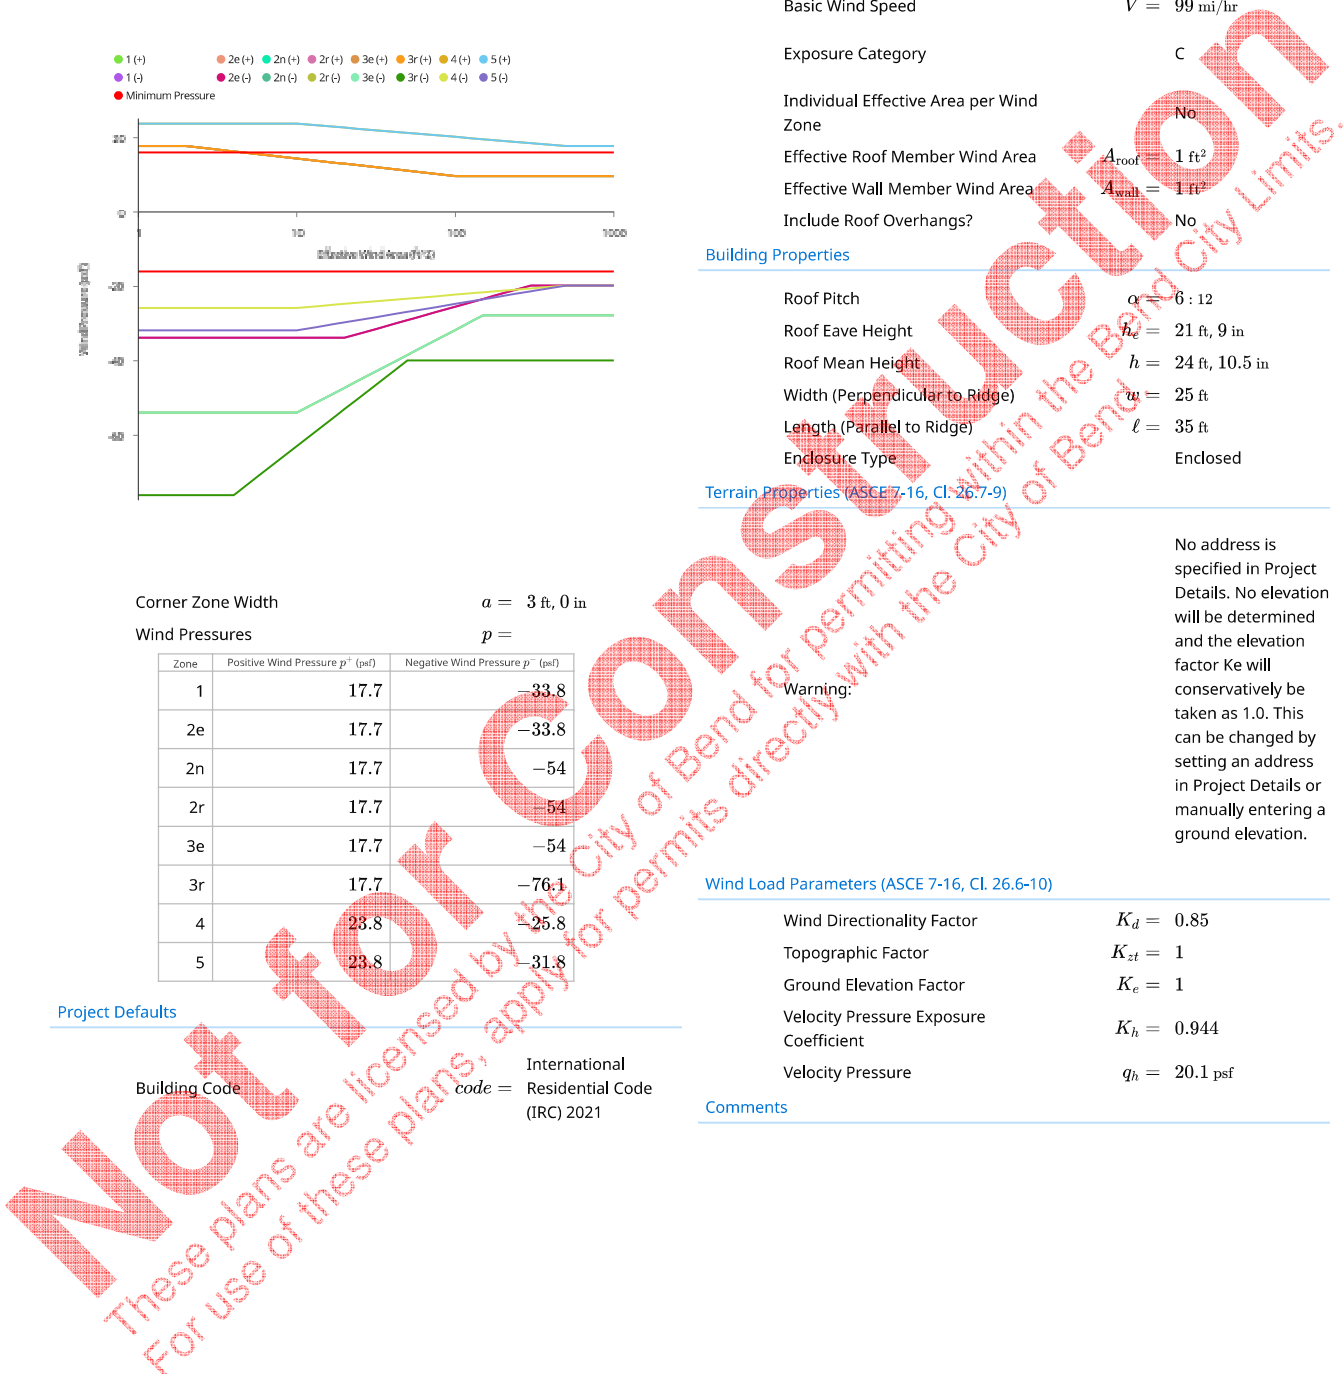 1 (+) 2e (+) 2n (+) 2r (+) 3e (+) 3r (+) 4 (+) 5 (+)
1 (-) 2e (-) 2n (-) 2r (-) 3e (-) 3r (-) 4 (-) 5 (-)
Minimum Pressure
20
0
1 10 100 1000
Effective Wind Area (ft^2)
Wind Pressure (psf)
-20
-40
-60
Corner Zone Width a = 3 ft, 0 in
Wind Pressures p =
Zone Positive Wind Pressure p⁺ (psf) Negative Wind Pressure p⁻ (psf)
1 17.7 −33.8
2e 17.7 −33.8
2n 17.7 −54
2r 17.7 −54
3e 17.7 −54
3r 17.7 −76.1
4 23.8 −25.8
5 23.8 −31.8
Project Defaults
Building Code code = International
Residential Code
(IRC) 2021
Basic Wind Speed V = 99 mi/hr
Exposure Category C
Individual Effective Area per Wind
Zone No
Effective Roof Member Wind Area A_roof = 1 ft²
Effective Wall Member Wind Area A_wall = 1 ft²
Include Roof Overhangs? No
Building Properties
Roof Pitch α = 6 : 12
Roof Eave Height h_e = 21 ft, 9 in
Roof Mean Height h = 24 ft, 10.5 in
Width (Perpendicular to Ridge) w = 25 ft
Length (Parallel to Ridge) ℓ = 35 ft
Enclosure Type Enclosed
Terrain Properties (ASCE 7-16, Cl. 26.7-9)
Warning:
No address is
specified in Project
Details. No elevation
will be determined
and the elevation
factor Ke will
conservatively be
taken as 1.0. This
can be changed by
setting an address
in Project Details or
manually entering a
ground elevation.
Wind Load Parameters (ASCE 7-16, Cl. 26.6-10)
Wind Directionality Factor K_d = 0.85
Topographic Factor K_zt = 1
Ground Elevation Factor K_e = 1
Velocity Pressure Exposure
Coefficient K_h = 0.944
Velocity Pressure q_h = 20.1 psf
Comments
Not for Construction
These plans are licensed by the City of Bend for permitting within the Bend City Limits.
For use of these plans, apply for permits directly with the City of Bend.